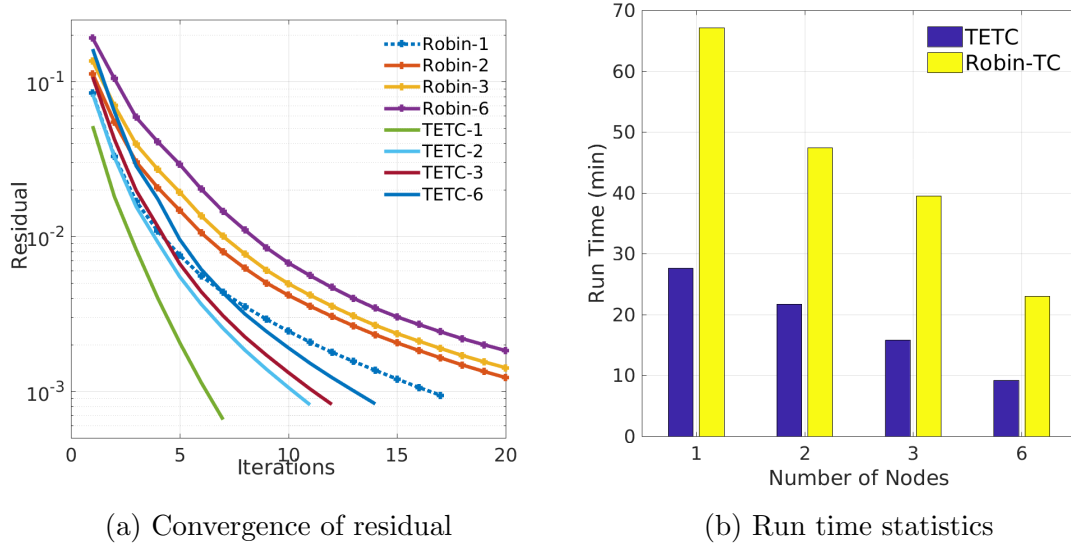 Robin-1
Robin-2
Robin-3
Robin-6
TETC-1
TETC-2
TETC-3
TETC-6
10^-1
10^-2
10^-3
Residual
0 5 10 15 20
Iterations
(a) Convergence of residual
TETC
Robin-TC
70
60
50
40
30
20
10
0
Run Time (min)
1 2 3 6
Number of Nodes
(b) Run time statistics